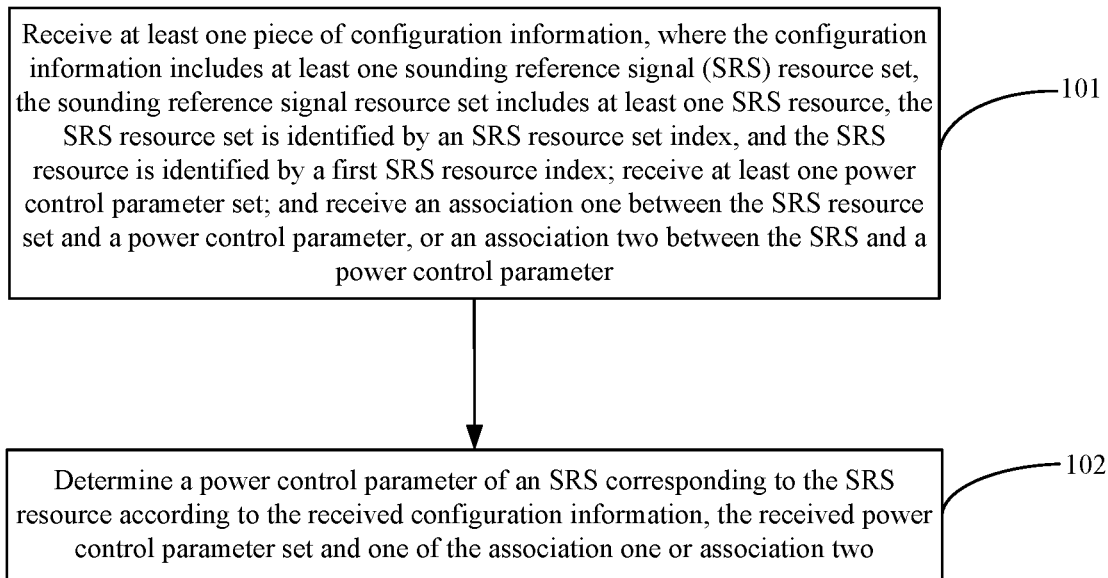 Receive at least one piece of configuration information, where the configuration
information includes at least one sounding reference signal (SRS) resource set,
the sounding reference signal resource set includes at least one SRS resource, the
SRS resource set is identified by an SRS resource set index, and the SRS
resource is identified by a first SRS resource index; receive at least one power
control parameter set; and receive an association one between the SRS resource
set and a power control parameter, or an association two between the SRS and a
power control parameter
101
Determine a power control parameter of an SRS corresponding to the SRS
resource according to the received configuration information, the received power
control parameter set and one of the association one or association two
102